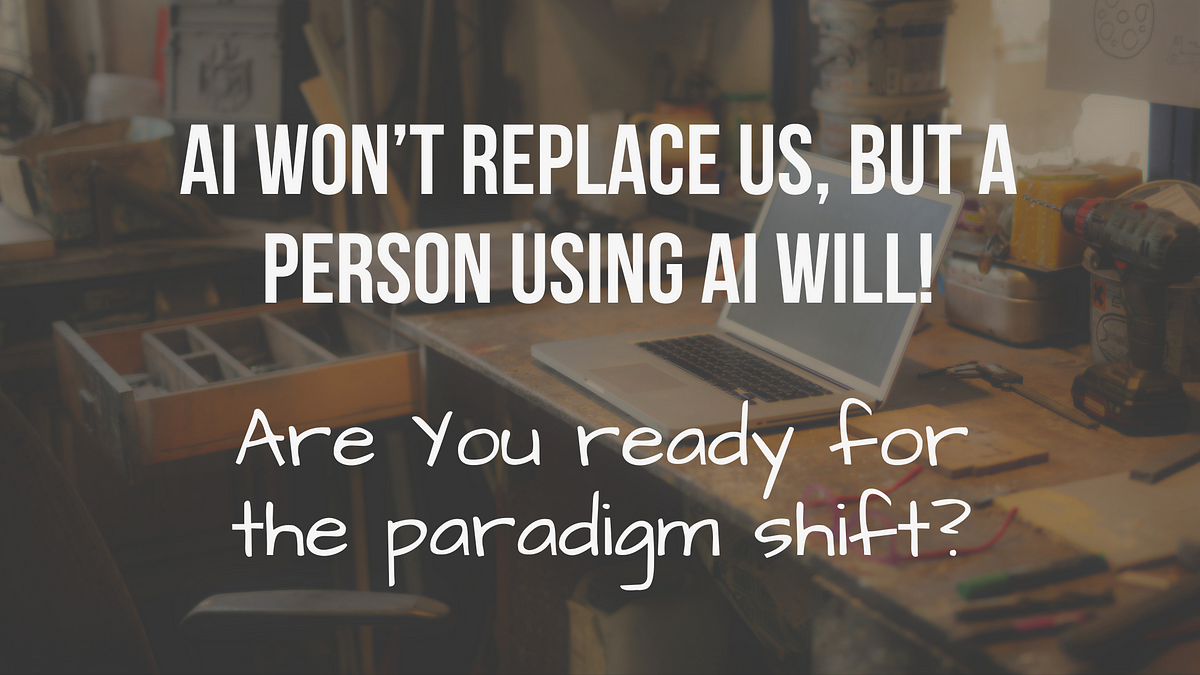 AI WON’T REPLACE US, BUT A
PERSON USING AI WILL!
Are You ready for
the paradigm shift?